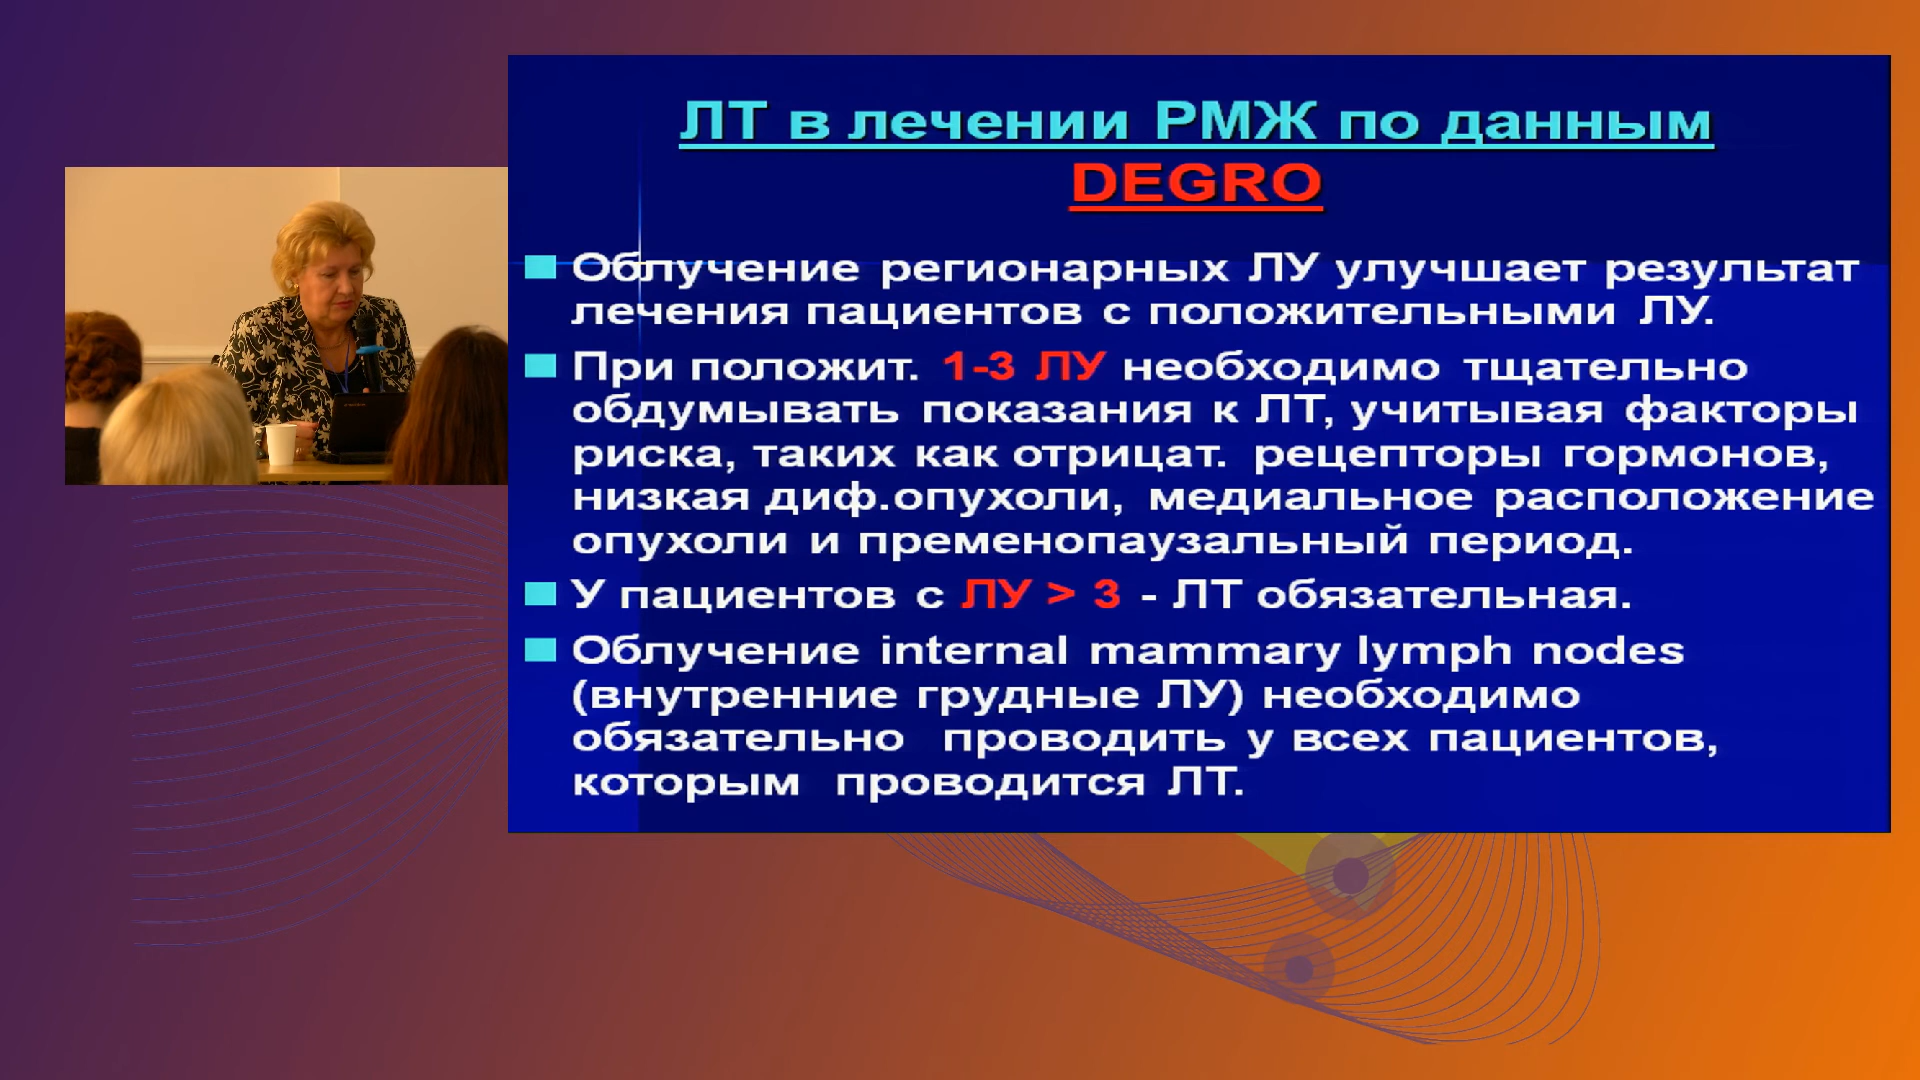 ЛТ в лечении РМЖ по данным
DEGRO
Облучение регионарных ЛУ улучшает результат
лечения пациентов с положительными ЛУ.
При положит. 1-3 ЛУ необходимо тщательно
обдумывать показания к ЛТ, учитывая факторы
риска, таких как отрицат. рецепторы гормонов,
низкая диф.опухоли, медиальное расположение
опухоли и пременопаузальный период.
У пациентов с ЛУ > 3 - ЛТ обязательная.
Облучение internal mammary lymph nodes
(внутренние грудные ЛУ) необходимо
обязательно проводить у всех пациентов,
которым проводится ЛТ.